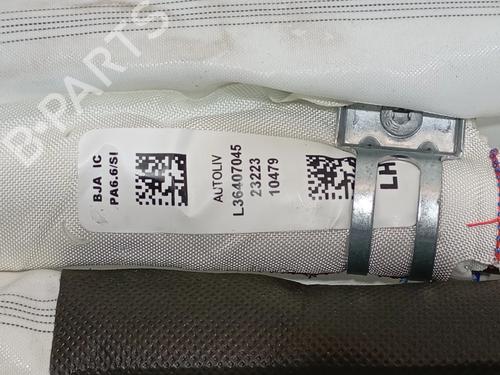 B-PARTS
BJA IC
PA6.6/SI
AUTOLIV
L36407045
23223
10479
LH